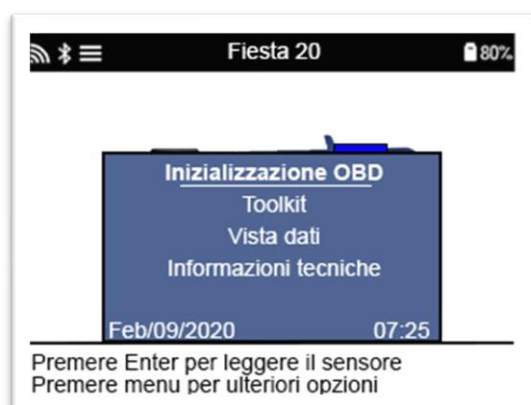 Fiesta 20 80%
Inizializzazione OBD
Toolkit
Vista dati
Informazioni tecniche
Feb/09/2020 07:25
Premere Enter per leggere il sensore
Premere menu per ulteriori opzioni